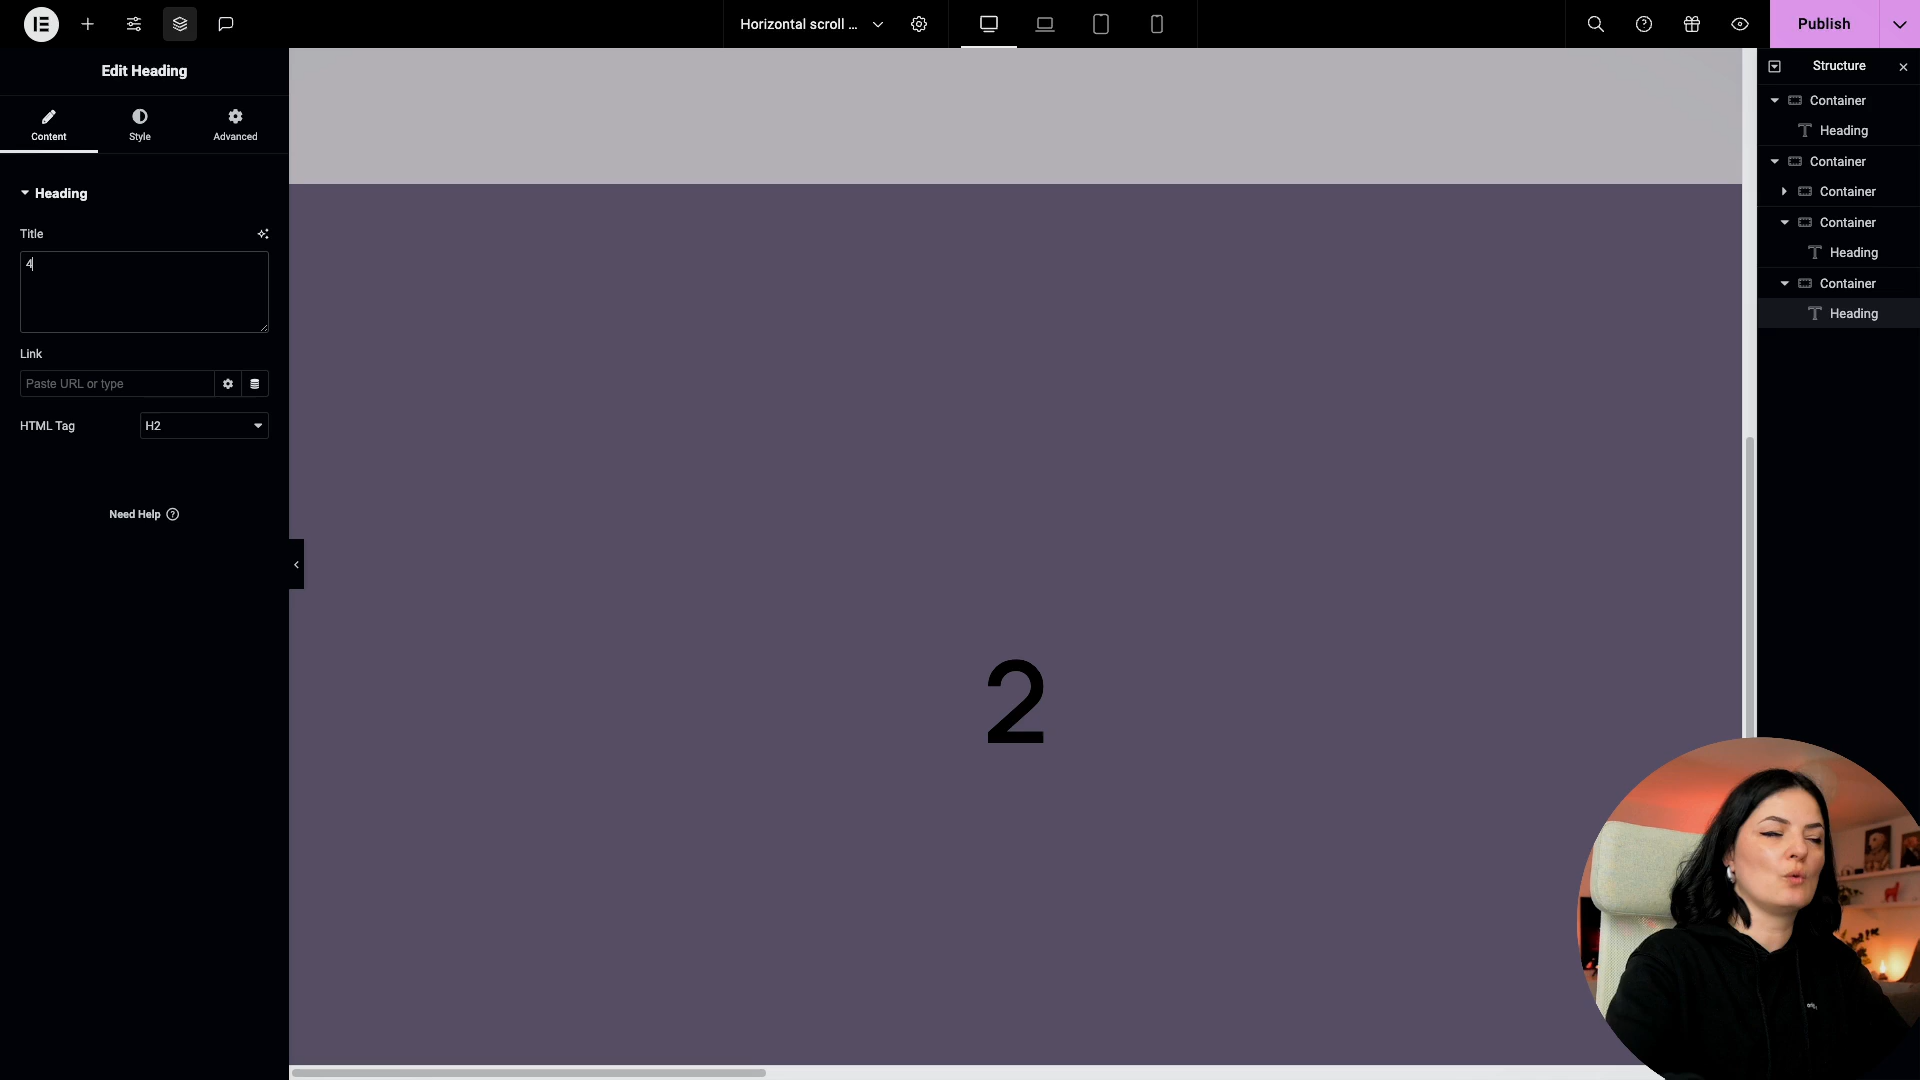 Horizontal scroll ...
Publish
Edit Heading
Content
Style
Advanced
Heading
Title
4
Link
Paste URL or type
HTML Tag
H2
Need Help
2
Structure
Container
Heading
Container
Container
Container
Heading
Container
Heading